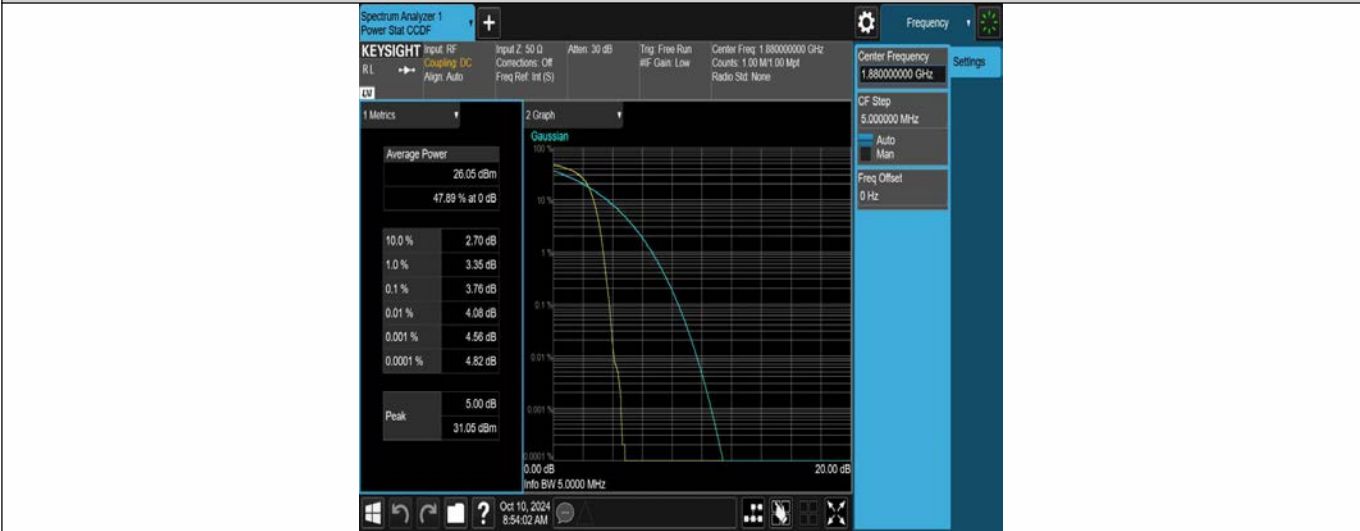 Spectrum Analyzer 1
Power Stat CCDF
+
Frequency
KEYSIGHT
RL
Input: RF
Coupling: DC
Align: Auto
Input Z: 50 Ω
Corrections: Off
Freq Ref: Int (S)
Atten: 30 dB
Trig: Free Run
#IF Gain: Low
Center Freq: 1.880000000 GHz
Counts: 1.00 M/1.00 Mpt
Radio Std: None
Center Frequency
1.880000000 GHz
Settings
CF Step
5.000000 MHz
Auto
Man
Freq Offset
0 Hz
1 Metrics
Average Power
26.05 dBm
47.89 % at 0 dB
10.0 % 2.70 dB
1.0 % 3.35 dB
0.1 % 3.76 dB
0.01 % 4.08 dB
0.001 % 4.56 dB
0.0001 % 4.82 dB
Peak
5.00 dB
31.05 dBm
2 Graph
Gaussian
100 %
10 %
1 %
0.1 %
0.01 %
0.001 %
0.0001 %
0.00 dB 20.00 dB
Info BW 5.0000 MHz
?
Oct 10, 2024
8:54:02 AM